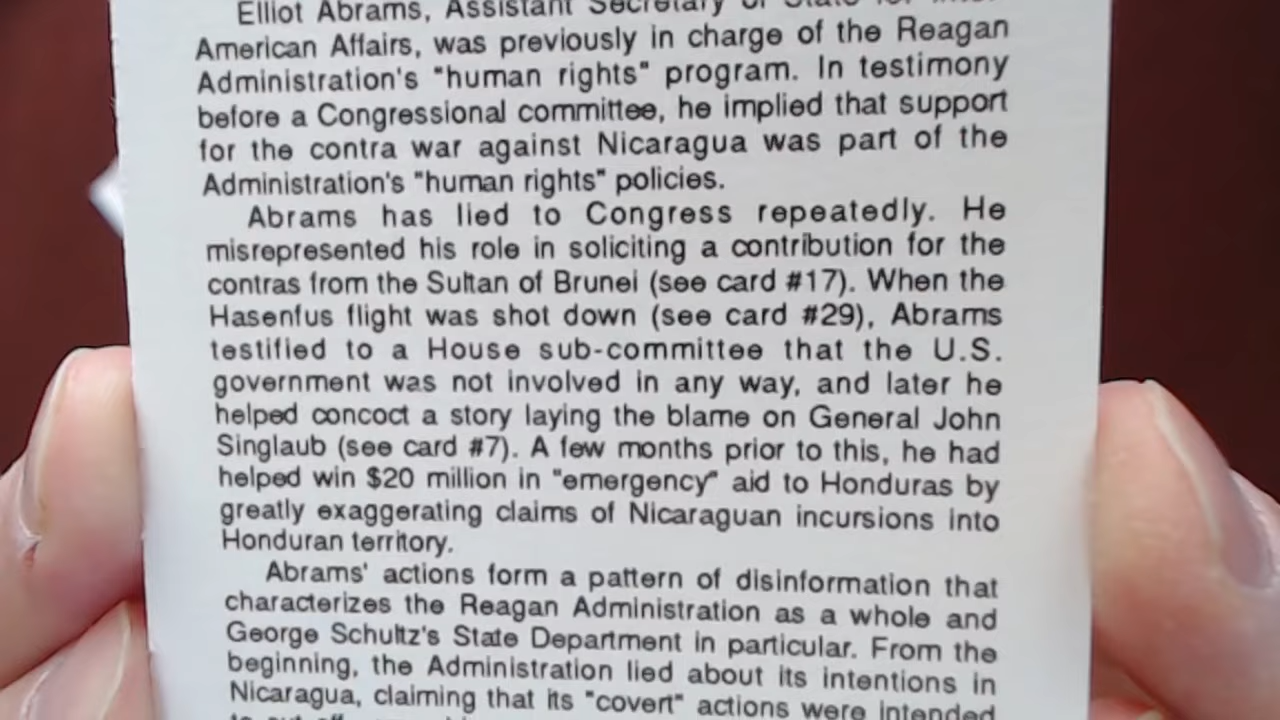 Elliot Abrams, Assistant Secretary of State for Inter-
American Affairs, was previously in charge of the Reagan
Administration's "human rights" program. In testimony
before a Congressional committee, he implied that support
for the contra war against Nicaragua was part of the
Administration's "human rights" policies.
Abrams has lied to Congress repeatedly. He
misrepresented his role in soliciting a contribution for the
contras from the Sultan of Brunei (see card #17). When the
Hasenfus flight was shot down (see card #29), Abrams
testified to a House sub-committee that the U.S.
government was not involved in any way, and later he
helped concoct a story laying the blame on General John
Singlaub (see card #7). A few months prior to this, he had
helped win $20 million in "emergency" aid to Honduras by
greatly exaggerating claims of Nicaraguan incursions into
Honduran territory.
Abrams' actions form a pattern of disinformation that
characterizes the Reagan Administration as a whole and
George Schultz's State Department in particular. From the
beginning, the Administration lied about its intentions in
Nicaragua, claiming that its "covert" actions were intended